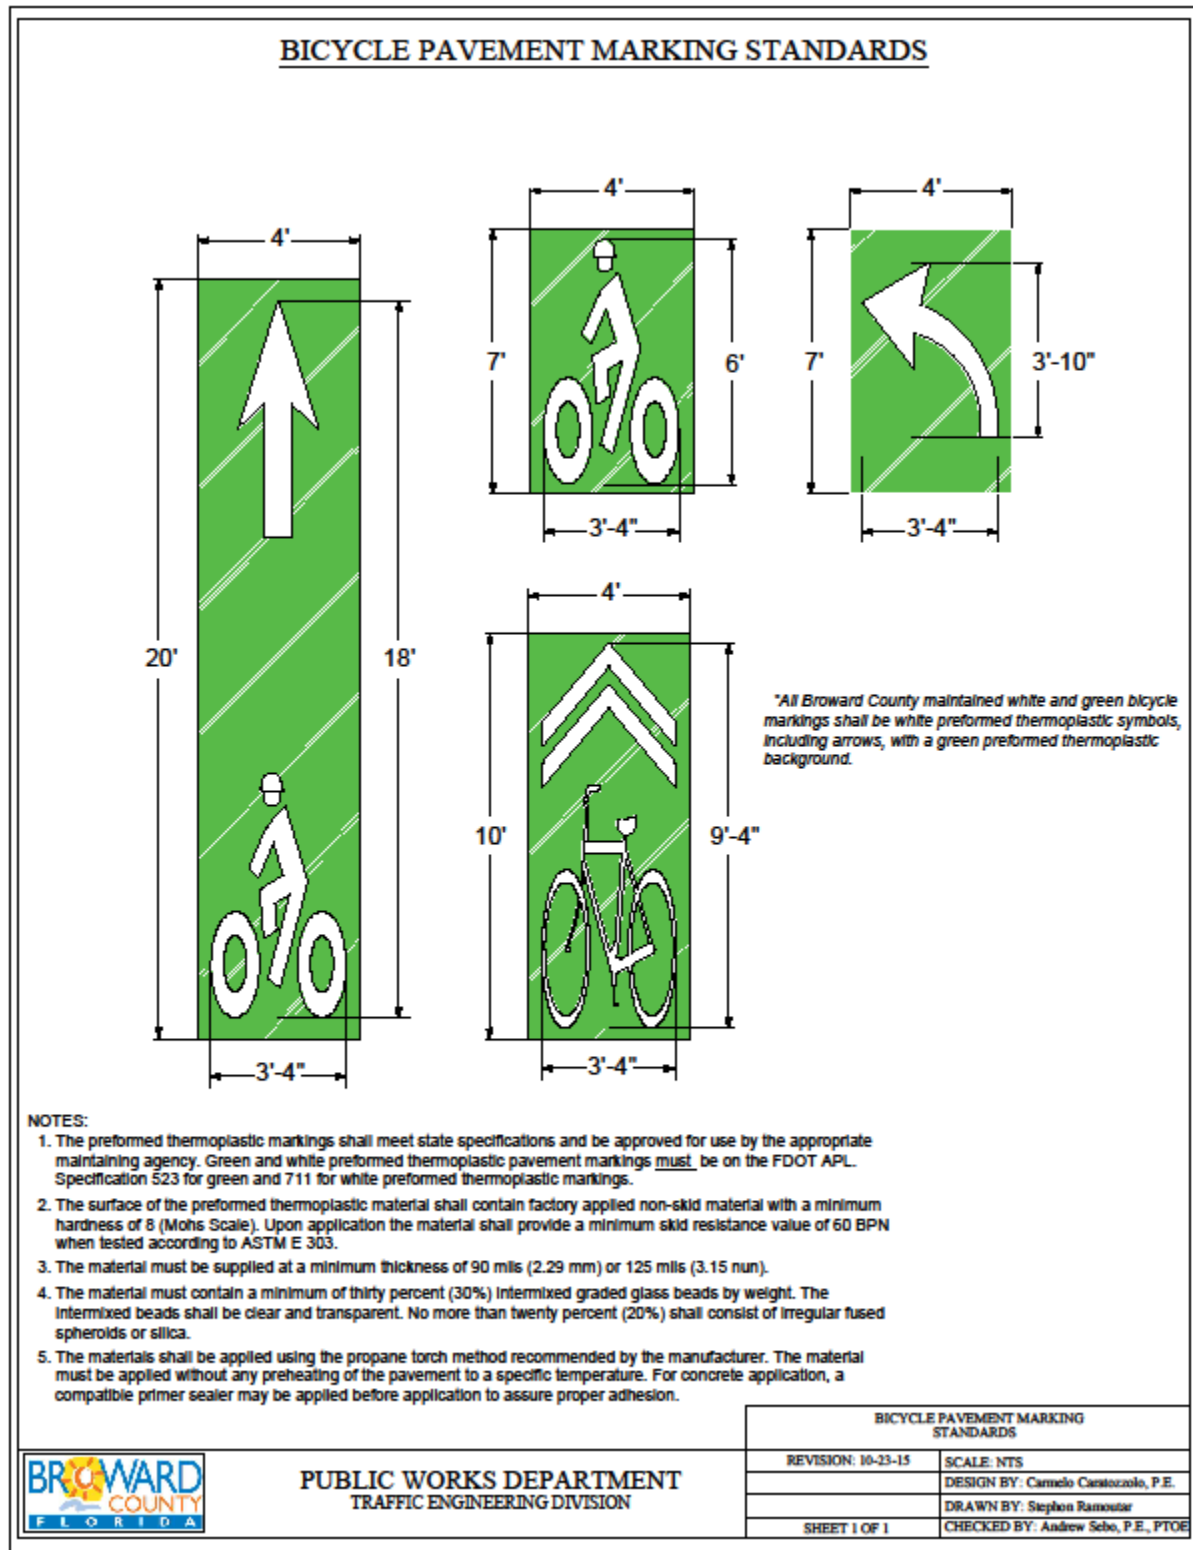 BICYCLE PAVEMENT MARKING STANDARDS
4'
4'
4'
7'
6'
7'
3'-10"
3'-4"
3'-4"
4'
20'
18'
"All Broward County maintained white and green bicycle
markings shall be white preformed thermoplastic symbols,
including arrows, with a green preformed thermoplastic
background.
10'
9'-4"
3'-4"
3'-4"
NOTES:
1. The preformed thermoplastic markings shall meet state specifications and be approved for use by the appropriate
maintaining agency. Green and white preformed thermoplastic pavement markings must be on the FDOT APL.
Specification 523 for green and 711 for white preformed thermoplastic markings.
2. The surface of the preformed thermoplastic material shall contain factory applied non-skid material with a minimum
hardness of 8 (Mohs Scale). Upon application the material shall provide a minimum skid resistance value of 60 BPN
when tested according to ASTM E 303.
3. The material must be supplied at a minimum thickness of 90 mils (2.29 mm) or 125 mils (3.15 nun).
4. The material must contain a minimum of thirty percent (30%) intermixed graded glass beads by weight. The
intermixed beads shall be clear and transparent. No more than twenty percent (20%) shall consist of irregular fused
spheroids or silica.
5. The materials shall be applied using the propane torch method recommended by the manufacturer. The material
must be applied without any preheating of the pavement to a specific temperature. For concrete application, a
compatible primer sealer may be applied before application to assure proper adhesion.
BICYCLE PAVEMENT MARKING
STANDARDS
REVISION: 10-23-15
SCALE: NTS
DESIGN BY: Carmelo Caratozzolo, P.E.
DRAWN BY: Stephon Ramoutar
SHEET 1 OF 1
CHECKED BY: Andrew Sebo, P.E., PTOE
BROWARD
COUNTY
FLORIDA
PUBLIC WORKS DEPARTMENT
TRAFFIC ENGINEERING DIVISION